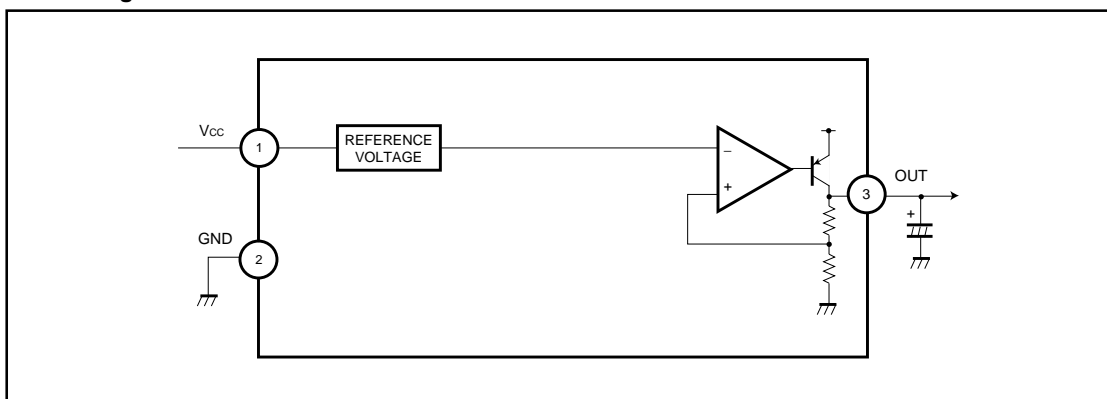 Vcc
1
REFERENCE
VOLTAGE
−
+
OUT
3
+
GND
2